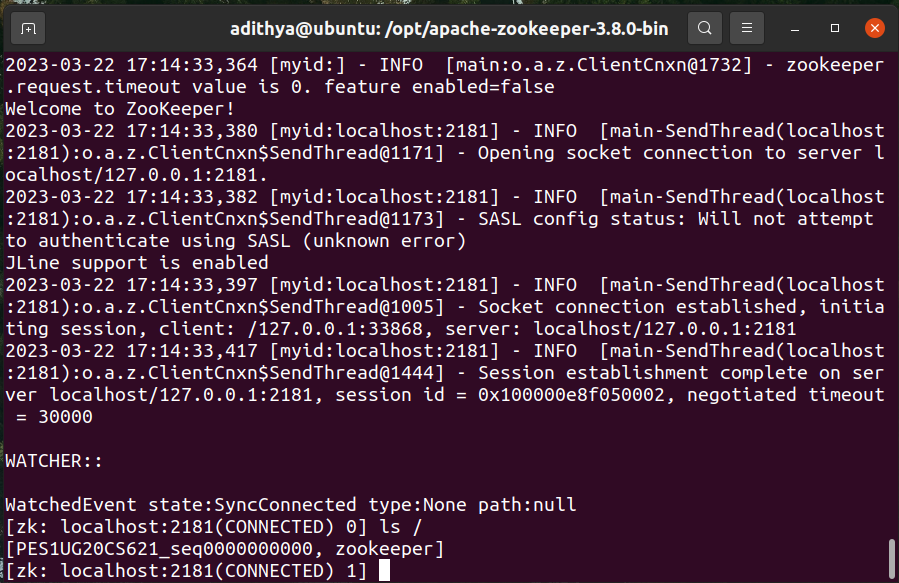 adithya@ubuntu: /opt/apache-zookeeper-3.8.0-bin
2023-03-22 17:14:33,364 [myid:] - INFO  [main:o.a.z.ClientCnxn@1732] - zookeeper
.request.timeout value is 0. feature enabled=false
Welcome to ZooKeeper!
2023-03-22 17:14:33,380 [myid:localhost:2181] - INFO  [main-SendThread(localhost
:2181):o.a.z.ClientCnxn$SendThread@1171] - Opening socket connection to server l
ocalhost/127.0.0.1:2181.
2023-03-22 17:14:33,382 [myid:localhost:2181] - INFO  [main-SendThread(localhost
:2181):o.a.z.ClientCnxn$SendThread@1173] - SASL config status: Will not attempt
to authenticate using SASL (unknown error)
JLine support is enabled
2023-03-22 17:14:33,397 [myid:localhost:2181] - INFO  [main-SendThread(localhost
:2181):o.a.z.ClientCnxn$SendThread@1005] - Socket connection established, initia
ting session, client: /127.0.0.1:33868, server: localhost/127.0.0.1:2181
2023-03-22 17:14:33,417 [myid:localhost:2181] - INFO  [main-SendThread(localhost
:2181):o.a.z.ClientCnxn$SendThread@1444] - Session establishment complete on ser
ver localhost/127.0.0.1:2181, session id = 0x100000e8f050002, negotiated timeout
 = 30000
WATCHER::
WatchedEvent state:SyncConnected type:None path:null
[zk: localhost:2181(CONNECTED) 0] ls /
[PES1UG20CS621_seq0000000000, zookeeper]
[zk: localhost:2181(CONNECTED) 1]